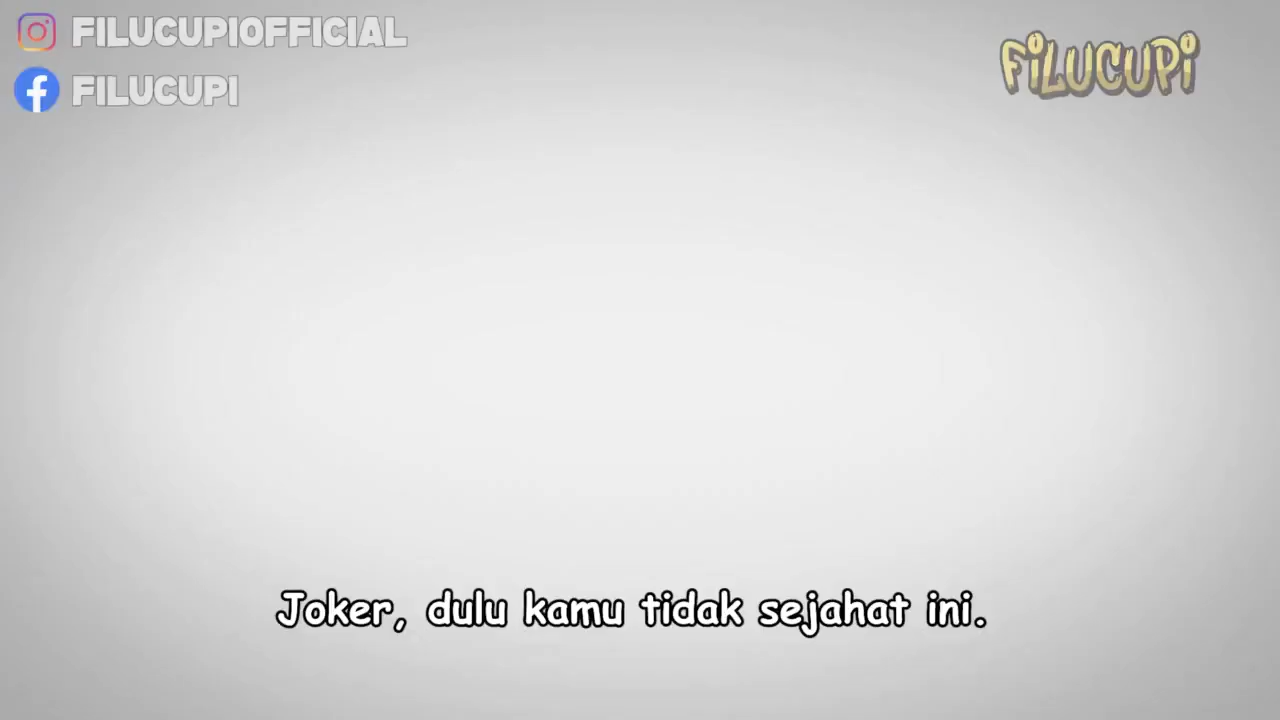 FILUCUPIOFFICIAL
FILUCUPI
FILUCUPI
Joker, dulu kamu tidak sejahat ini.